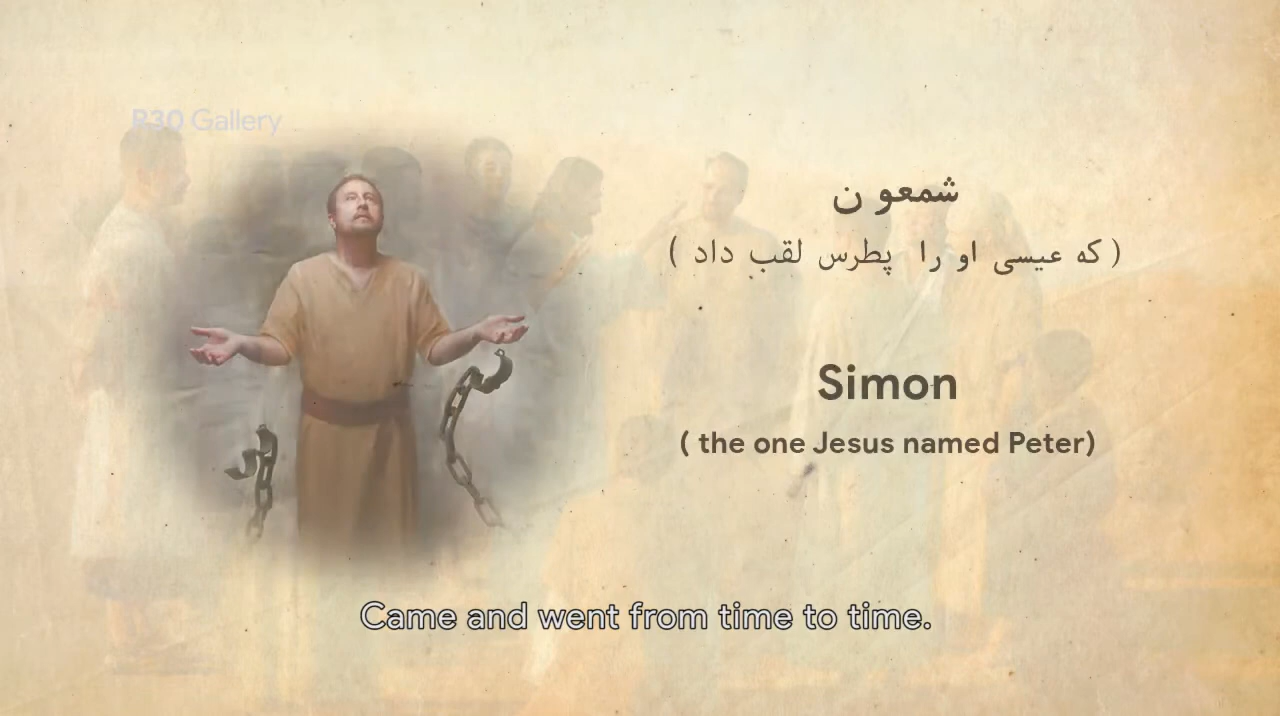 R30 Gallery
شمعو ن
( که عیسی او را پطرس لقب داد )
Simon
( the one Jesus named Peter)
Came and went from time to time.